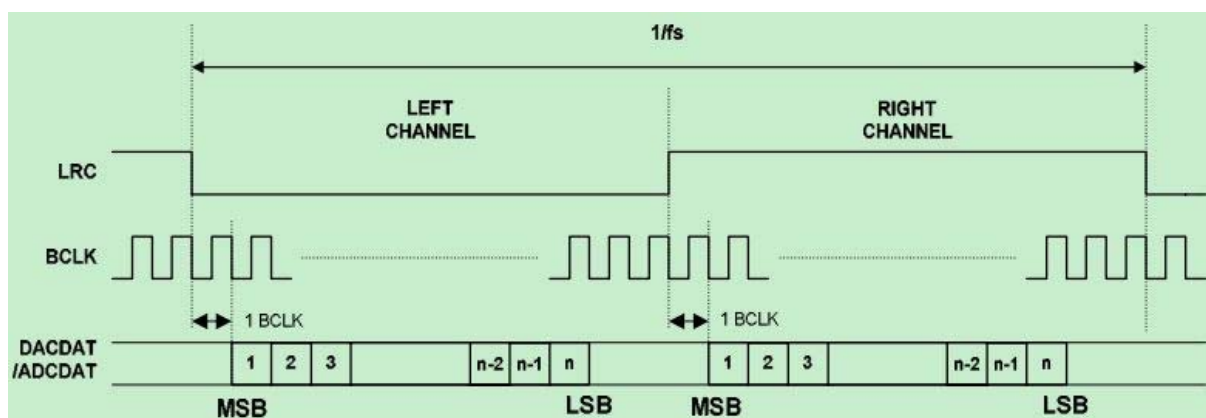 1/fs
LEFT CHANNEL
RIGHT CHANNEL
LRC
BCLK
1 BCLK
1 BCLK
DACDAT /ADCDAT
1 2 3 n-2 n-1 n 1 2 3 n-2 n-1 n
MSB LSB MSB LSB